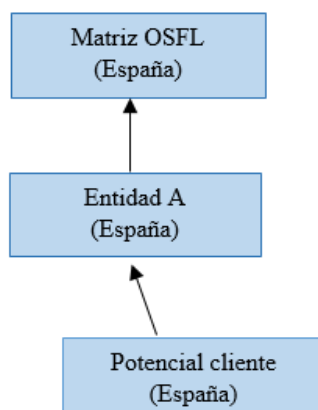 Matriz OSFL
(España)
Entidad A
(España)
Potencial cliente
(España)